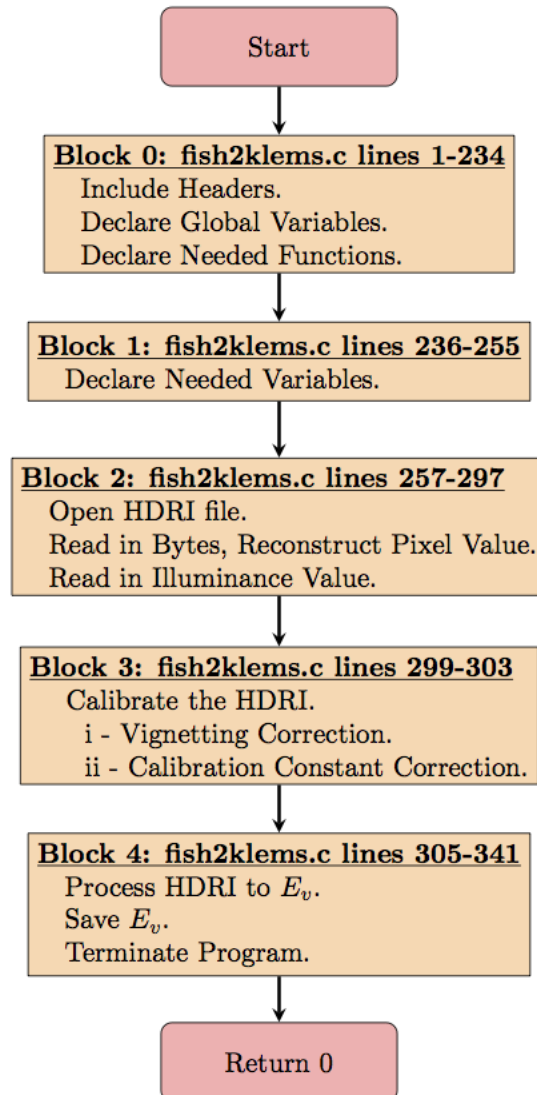 Start
Block 0: fish2klems.c lines 1-234
Include Headers.
Declare Global Variables.
Declare Needed Functions.
Block 1: fish2klems.c lines 236-255
Declare Needed Variables.
Block 2: fish2klems.c lines 257-297
Open HDRI file.
Read in Bytes, Reconstruct Pixel Value.
Read in Illuminance Value.
Block 3: fish2klems.c lines 299-303
Calibrate the HDRI.
i - Vignetting Correction.
ii - Calibration Constant Correction.
Block 4: fish2klems.c lines 305-341
Process HDRI to E_v.
Save E_v.
Terminate Program.
Return 0